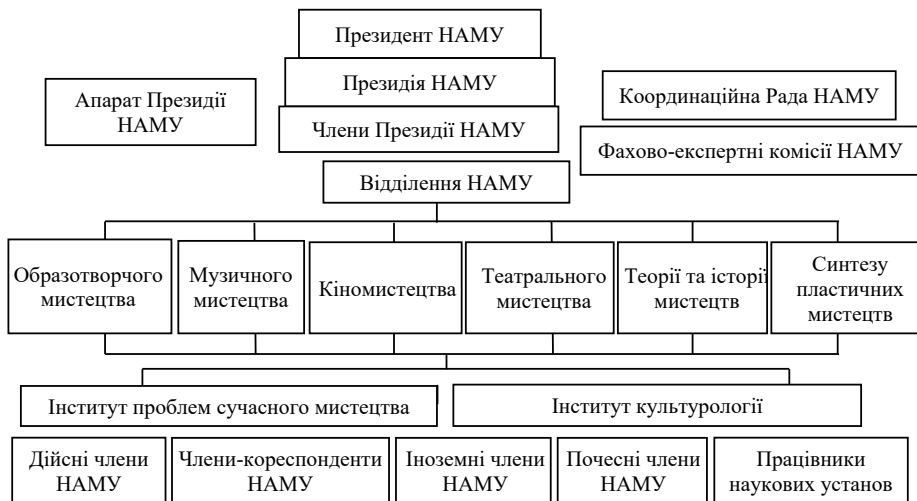 Президент НАМУ
Президія НАМУ
Члени Президії НАМУ
Апарат Президії
НАМУ
Координаційна Рада НАМУ
Фахово-експертні комісії НАМУ
Відділення НАМУ
Образотворчого
мистецтва
Музичного
мистецтва
Кіномистецтва
Театрального
мистецтва
Теорії та історії
мистецтв
Синтезу
пластичних
мистецтв
Інститут проблем сучасного мистецтва
Інститут культурології
Дійсні члени
НАМУ
Члени-кореспонденти
НАМУ
Іноземні члени
НАМУ
Почесні члени
НАМУ
Працівники
наукових установ